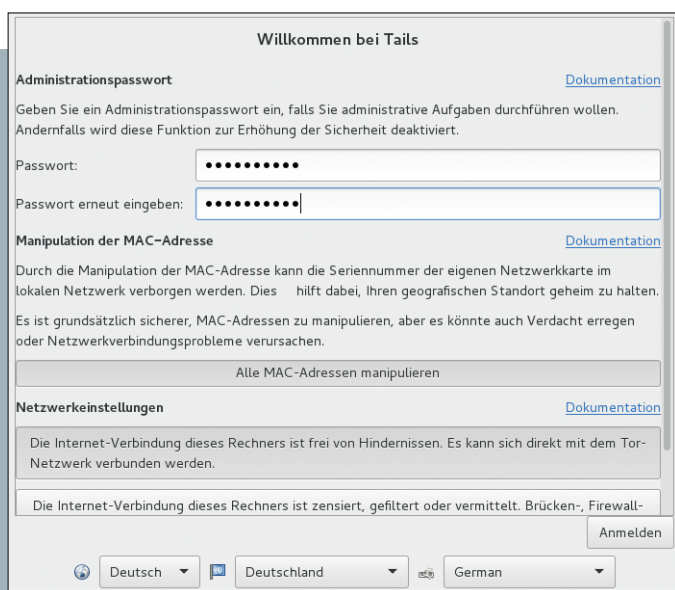 Willkommen bei Tails
Administrationspasswort Dokumentation
Geben Sie ein Administrationspasswort ein, falls Sie administrative Aufgaben durchführen wollen.
Andernfalls wird diese Funktion zur Erhöhung der Sicherheit deaktiviert.
Passwort: ●●●●●●●●●●
Passwort erneut eingeben: ●●●●●●●●●●
Manipulation der MAC-Adresse Dokumentation
Durch die Manipulation der MAC-Adresse kann die Seriennummer der eigenen Netzwerkkarte im
lokalen Netzwerk verborgen werden. Dies hilft dabei, Ihren geografischen Standort geheim zu halten.
Es ist grundsätzlich sicherer, MAC-Adressen zu manipulieren, aber es könnte auch Verdacht erregen
oder Netzwerkverbindungsprobleme verursachen.
Alle MAC-Adressen manipulieren
Netzwerkeinstellungen Dokumentation
Die Internet-Verbindung dieses Rechners ist frei von Hindernissen. Es kann sich direkt mit dem Tor-
Netzwerk verbunden werden.
Die Internet-Verbindung dieses Rechners ist zensiert, gefiltert oder vermittelt. Brücken-, Firewall-
Anmelden
Deutsch Deutschland German